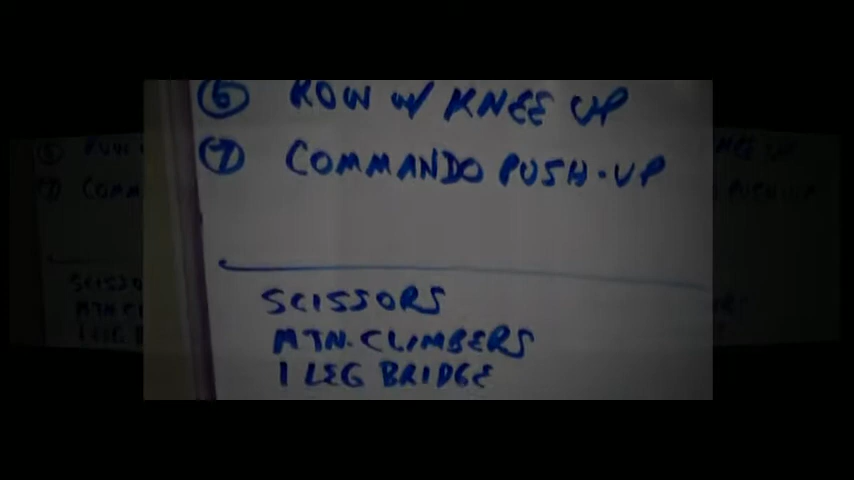 6 ROW W/ KNEE UP
7 COMMANDO PUSH-UP
SCISSORS
MTN. CLIMBERS
1 LEG BRIDGE